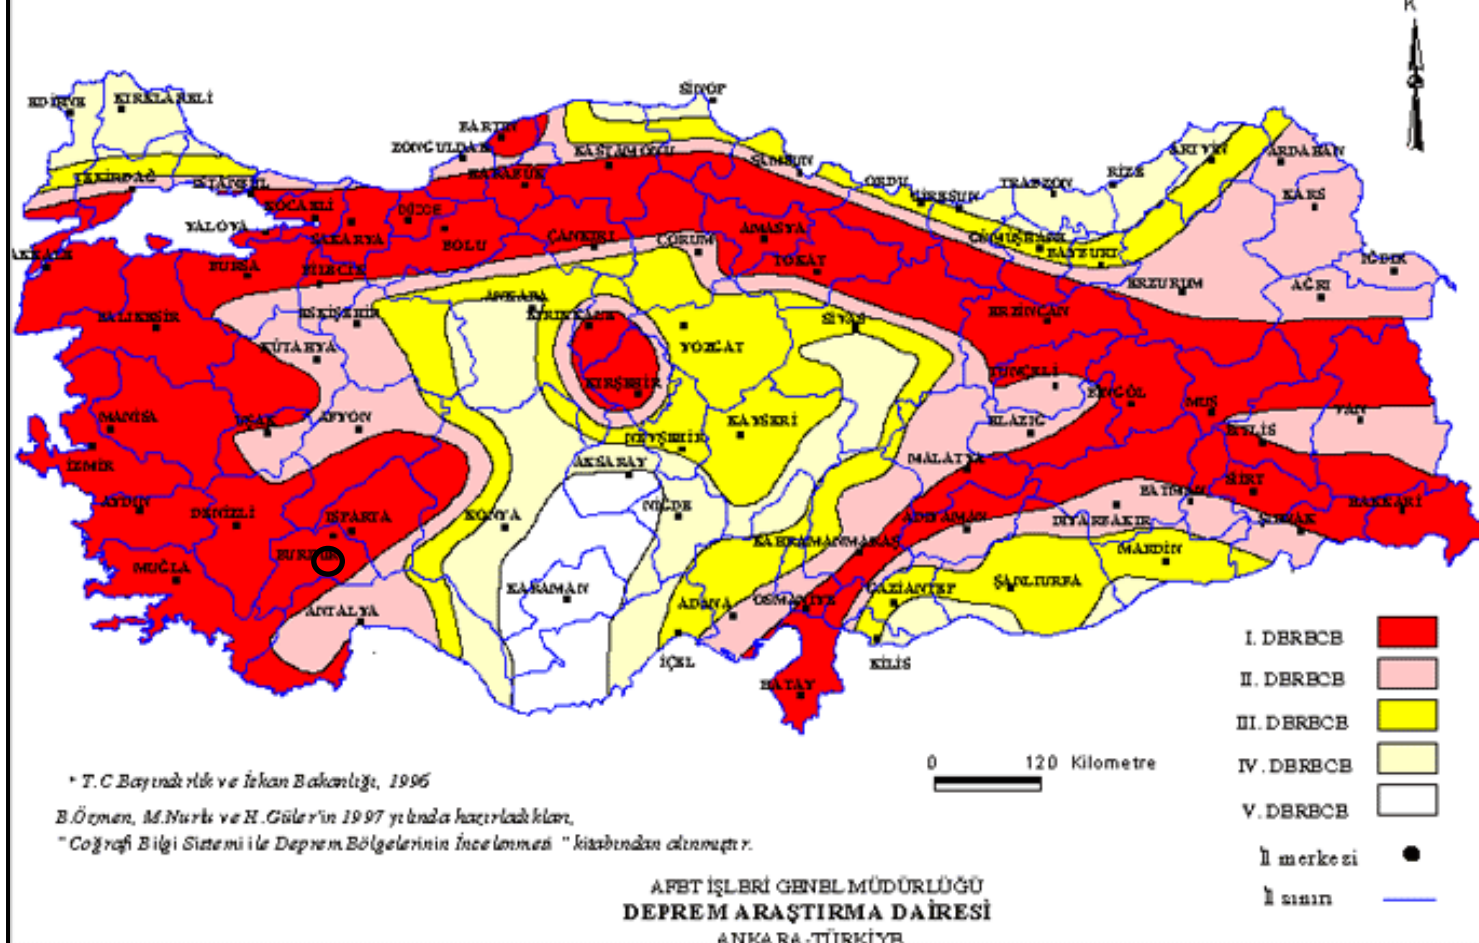 K
SİNOP
EDİRNE
KIRKLARELİ
BARTIN
ZONGULDAK
KASTAMONU
SAMSUN
ARTVİN
ARDAHAN
TEKİRDAĞ
İSTANBUL
KARABÜK
ORDU
GİRESUN
TRABZON
RİZE
KARS
KOCAELİ
YALOVA
SAKARYA
DÜZCE
BOLU
ÇANKIRI
ÇORUM
AMASYA
TOKAT
GÜMÜŞHANE
BAYBURT
IĞDIR
BURSA
BİLECİK
ERZURUM
AĞRI
BALIKESİR
ESKİŞEHİR
ANKARA
KIRIKKALE
SİVAS
ERZİNCAN
KÜTAHYA
YOZGAT
TUNCELİ
BİNGÖL
MUŞ
VAN
MANİSA
UŞAK
AFYON
KIRŞEHİR
KAYSERİ
ELAZIĞ
BİTLİS
İZMİR
NEVŞEHİR
AKSARAY
MALATYA
SİİRT
AYDIN
DENİZLİ
ISPARTA
KONYA
NİĞDE
ADIYAMAN
DİYARBAKIR
BATMAN
ŞIRNAK
HAKKARİ
BURDUR
KAHRAMANMARAŞ
MARDİN
MUĞLA
ANTALYA
KARAMAN
ADANA
OSMANİYE
GAZİANTEP
ŞANLIURFA
İÇEL
KİLİS
HATAY
I. DERECE
II. DERECE
III. DERECE
IV. DERECE
V. DERECE
İl merkezi
İl sınırı
0 120 Kilometre
* T.C.Bayındırlık ve İskan Bakanlığı, 1996
B.Özmen, M.Nurlu ve H.Güler'in 1997 yılında hazırladıkları,
"Coğrafi Bilgi Sistemi ile Deprem Bölgelerinin İncelenmesi " kitabından alınmıştır.
AFET İŞLERİ GENEL MÜDÜRLÜĞÜ
DEPREM ARAŞTIRMA DAİRESİ
ANKARA-TÜRKİYE